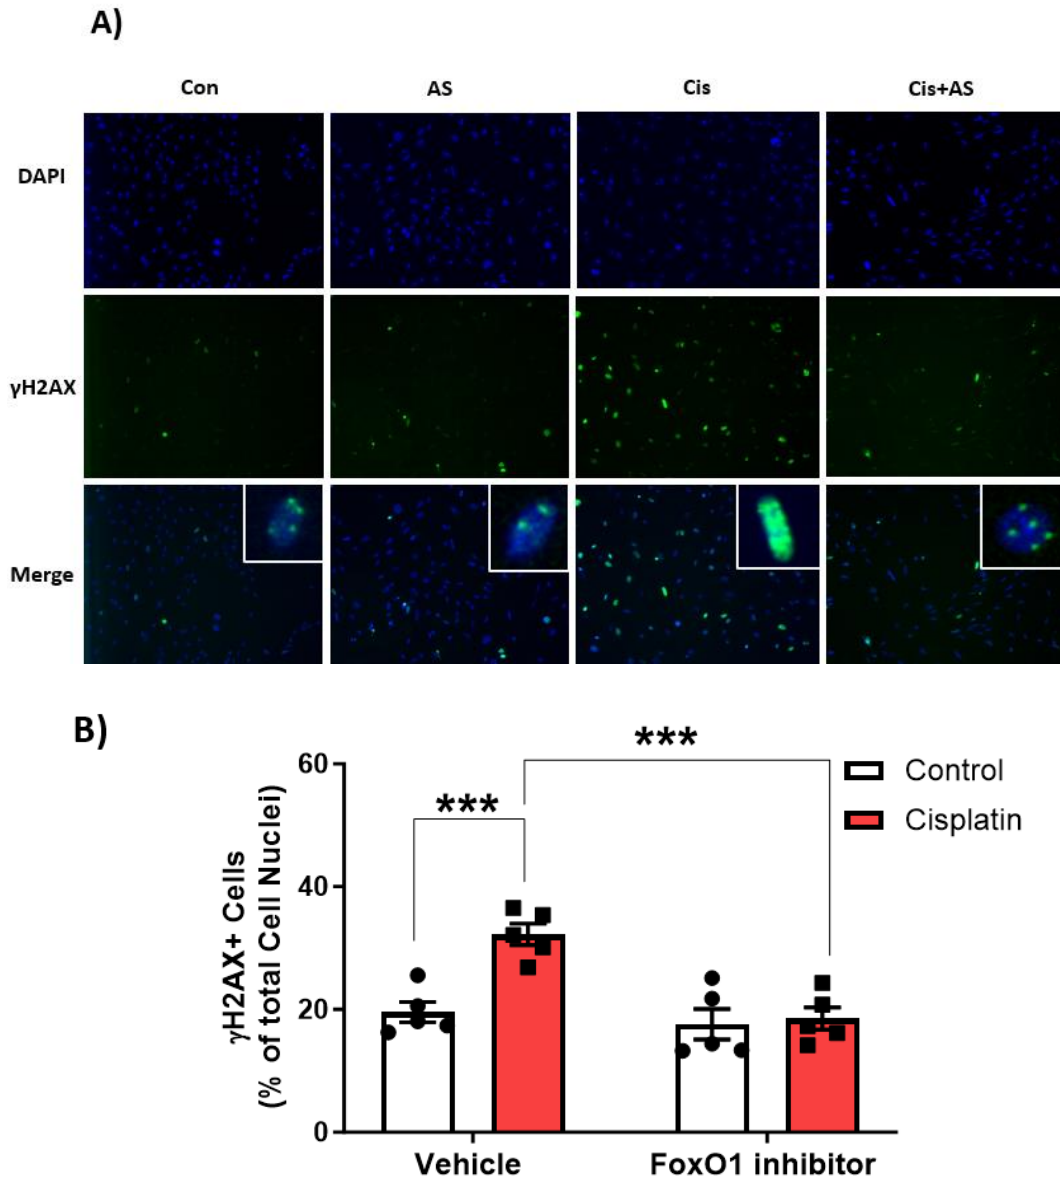 A)
Con AS Cis Cis+AS
DAPI
γH2AX
Merge
B)
***
***
60
40
20
0
γH2AX+ Cells
(% of total Cell Nuclei)
Control
Cisplatin
Vehicle FoxO1 inhibitor